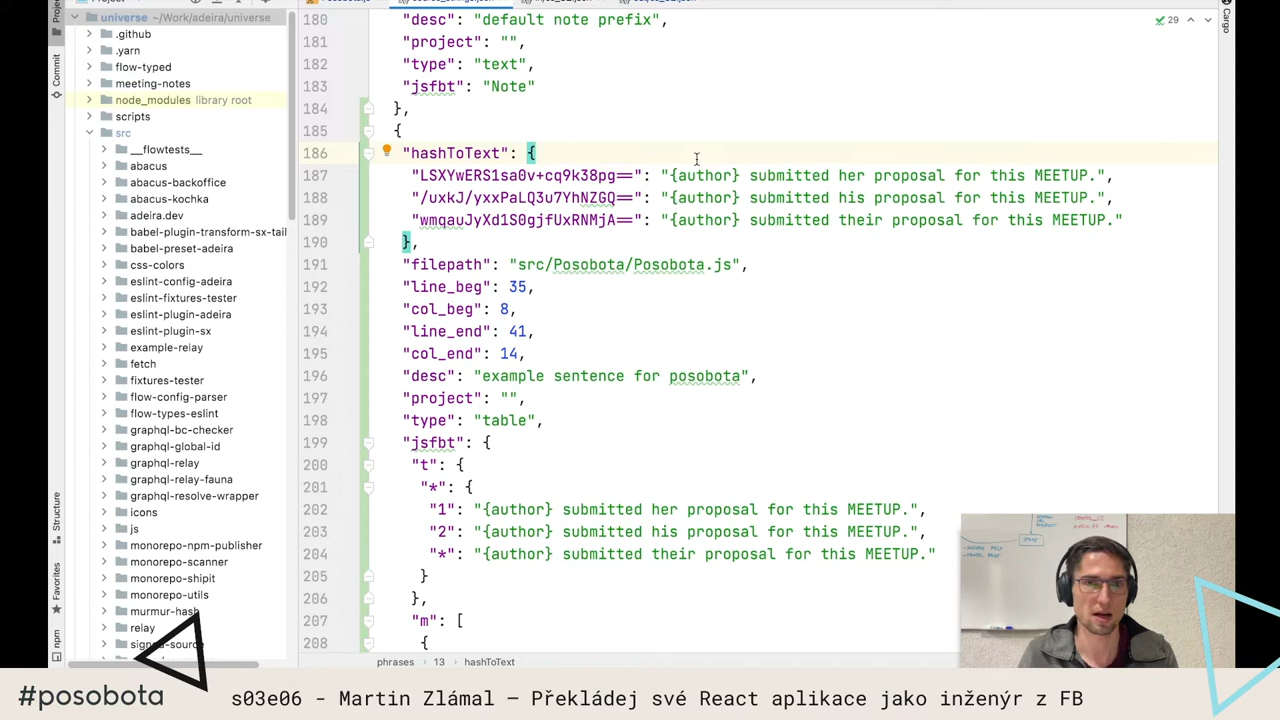 universe ~/Work/adeira/universe
.github
.yarn
flow-typed
meeting-notes
node_modules library root
scripts
src
__flowtests__
abacus
abacus-backoffice
abacus-kochka
adeira.dev
babel-plugin-transform-sx-tail
babel-preset-adeira
css-colors
eslint-config-adeira
eslint-fixtures-tester
eslint-plugin-adeira
eslint-plugin-sx
example-relay
fetch
fixtures-tester
flow-config-parser
flow-types-eslint
graphql-bc-checker
graphql-global-id
graphql-relay
graphql-relay-fauna
graphql-resolve-wrapper
icons
js
monorepo-npm-publisher
monorepo-scanner
monorepo-shipit
monorepo-utils
murmur-hash
relay
signed-source
Commit
Structure
Favorites
npm
Cargo
29
180 "desc": "default note prefix",
181 "project": "",
182 "type": "text",
183 "jsfbt": "Note"
184 },
185 {
186 "hashToText": {
187 "LSXYwERS1sa0v+cq9k38pg==": "{author} submitted her proposal for this MEETUP.",
188 "/uxkJ/yxxPaLQ3u7YhNZGQ==": "{author} submitted his proposal for this MEETUP.",
189 "wmqauJyXd1S0gjfUxRNMjA==": "{author} submitted their proposal for this MEETUP."
190 },
191 "filepath": "src/Posobota/Posobota.js",
192 "line_beg": 35,
193 "col_beg": 8,
194 "line_end": 41,
195 "col_end": 14,
196 "desc": "example sentence for posobota",
197 "project": "",
198 "type": "table",
199 "jsfbt": {
200 "t": {
201 "*": {
202 "1": "{author} submitted her proposal for this MEETUP.",
203 "2": "{author} submitted his proposal for this MEETUP.",
204 "*": "{author} submitted their proposal for this MEETUP."
205 }
206 },
207 "m": [
208 {
phrases 13 hashToText
#posobota s03e06 - Martin Zlámal – Překládej své React aplikace jako inženýr z FB